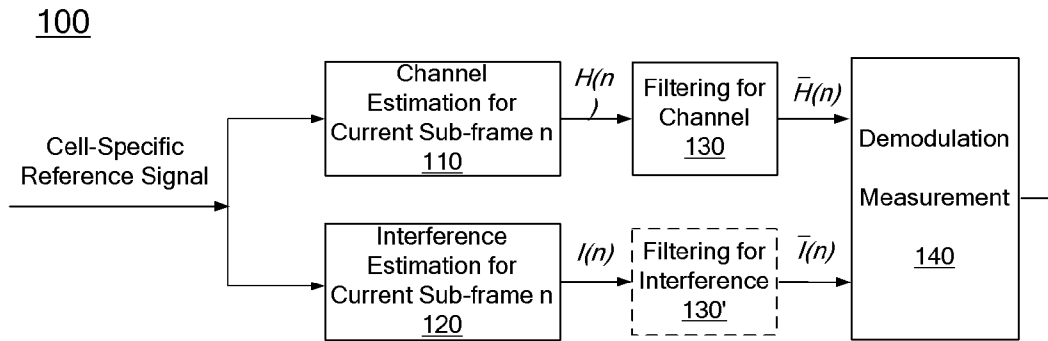 100
Cell-Specific
Reference Signal
Channel
Estimation for
Current Sub-frame n
110
H(n
)
Filtering for
Channel
130
H̅(n)
Interference
Estimation for
Current Sub-frame n
120
I(n)
Filtering for
Interference
130'
I̅(n)
Demodulation
Measurement
140